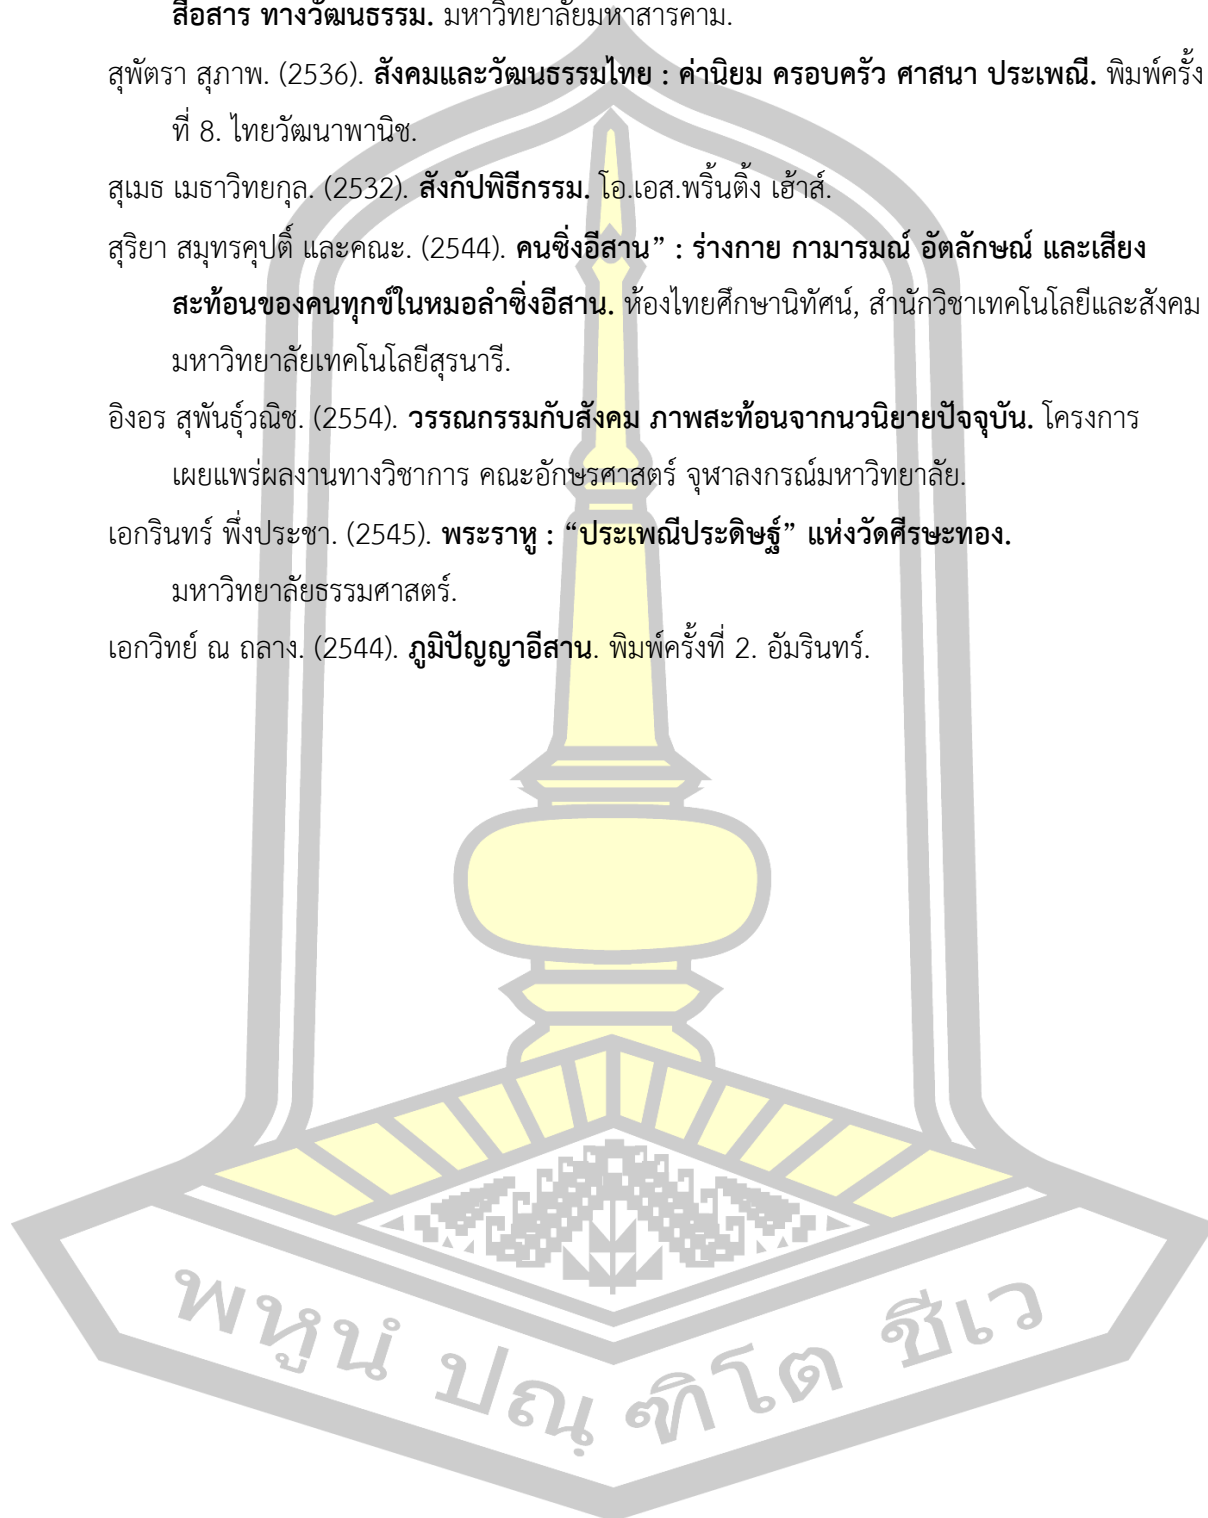 สื่อสาร ทางวัฒนธรรม. มหาวิทยาลัยมหาสารคาม.
สุพัตรา สุภาพ. (2536). สังคมและวัฒนธรรมไทย : ค่านิยม ครอบครัว ศาสนา ประเพณี. พิมพ์ครั้ง
ที่ 8. ไทยวัฒนาพานิช.
สุเมธ เมธาวิทยกุล. (2532). สังกัปพิธีกรรม. โอ.เอส.พริ้นติ้ง เฮ้าส์.
สุริยา สมุทรคุปติ์ และคณะ. (2544). คนซิ่งอีสาน” : ร่างกาย กามารมณ์ อัตลักษณ์ และเสียง
สะท้อนของคนทุกข์ในหมอลำซิ่งอีสาน. ห้องไทยศึกษานิทัศน์, สำนักวิชาเทคโนโลยีและสังคม
มหาวิทยาลัยเทคโนโลยีสุรนารี.
อิงอร สุพันธุ์วณิช. (2554). วรรณกรรมกับสังคม ภาพสะท้อนจากนวนิยายปัจจุบัน. โครงการ
เผยแพร่ผลงานทางวิชาการ คณะอักษรศาสตร์ จุฬาลงกรณ์มหาวิทยาลัย.
เอกรินทร์ พึ่งประชา. (2545). พระราหู : “ประเพณีประดิษฐ์” แห่งวัดศีรษะทอง.
มหาวิทยาลัยธรรมศาสตร์.
เอกวิทย์ ณ ถลาง. (2544). ภูมิปัญญาอีสาน. พิมพ์ครั้งที่ 2. อัมรินทร์.
พหูนํ ปณฺฑิโต ชีเว